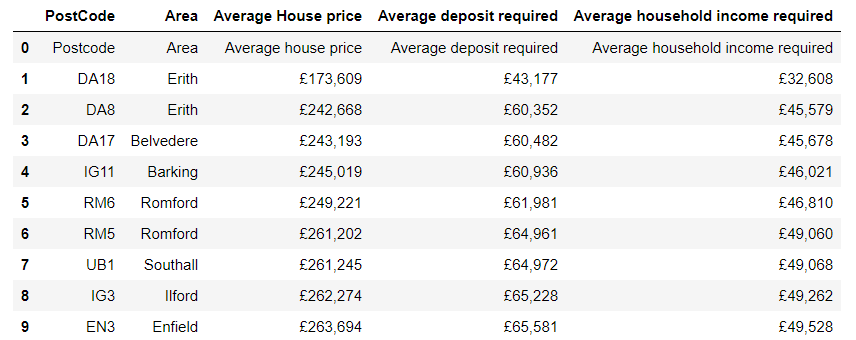 PostCode Area Average House price Average deposit required Average household income required
0 Postcode Area Average house price Average deposit required Average household income required
1 DA18 Erith £173,609 £43,177 £32,608
2 DA8 Erith £242,668 £60,352 £45,579
3 DA17 Belvedere £243,193 £60,482 £45,678
4 IG11 Barking £245,019 £60,936 £46,021
5 RM6 Romford £249,221 £61,981 £46,810
6 RM5 Romford £261,202 £64,961 £49,060
7 UB1 Southall £261,245 £64,972 £49,068
8 IG3 Ilford £262,274 £65,228 £49,262
9 EN3 Enfield £263,694 £65,581 £49,528